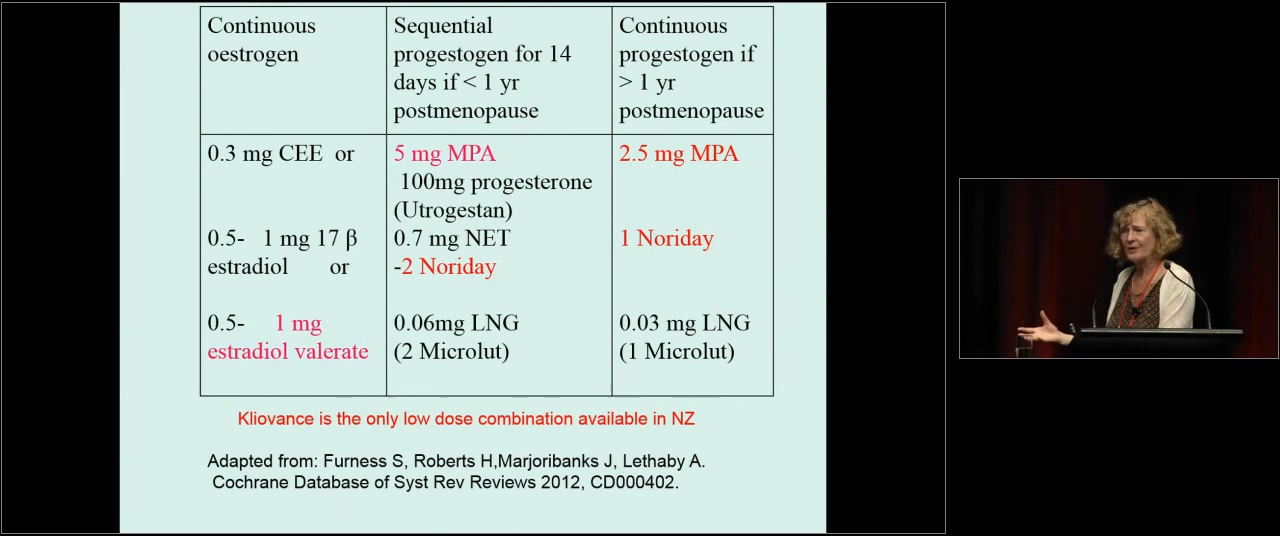 Continuous
oestrogen
Sequential
progestogen for 14
days if < 1 yr
postmenopause
Continuous
progestogen if
> 1 yr
postmenopause
0.3 mg CEE or
0.5- 1 mg 17 β
estradiol or
0.5- 1 mg
estradiol valerate
5 mg MPA
100mg progesterone
(Utrogestan)
0.7 mg NET
-2 Noriday
0.06mg LNG
(2 Microlut)
2.5 mg MPA
1 Noriday
0.03 mg LNG
(1 Microlut)
Kliovance is the only low dose combination available in NZ
Adapted from: Furness S, Roberts H,Marjoribanks J, Lethaby A.
Cochrane Database of Syst Rev Reviews 2012, CD000402.